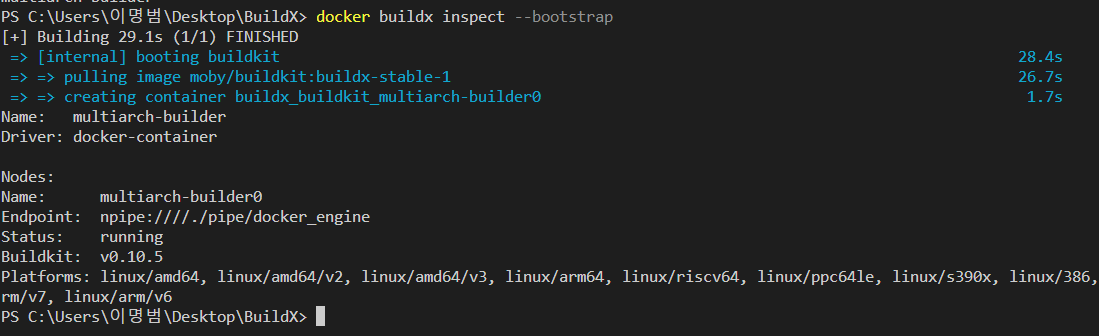 multiarch-builder
PS C:\Users\이명범\Desktop\BuildX> docker buildx inspect --bootstrap
[+] Building 29.1s (1/1) FINISHED
=> [internal] booting buildkit 28.4s
=> => pulling image moby/buildkit:buildx-stable-1 26.7s
=> => creating container buildx_buildkit_multiarch-builder0 1.7s
Name: multiarch-builder
Driver: docker-container
Nodes:
Name: multiarch-builder0
Endpoint: npipe:////./pipe/docker_engine
Status: running
Buildkit: v0.10.5
Platforms: linux/amd64, linux/amd64/v2, linux/amd64/v3, linux/arm64, linux/riscv64, linux/ppc64le, linux/s390x, linux/386,
rm/v7, linux/arm/v6
PS C:\Users\이명범\Desktop\BuildX>